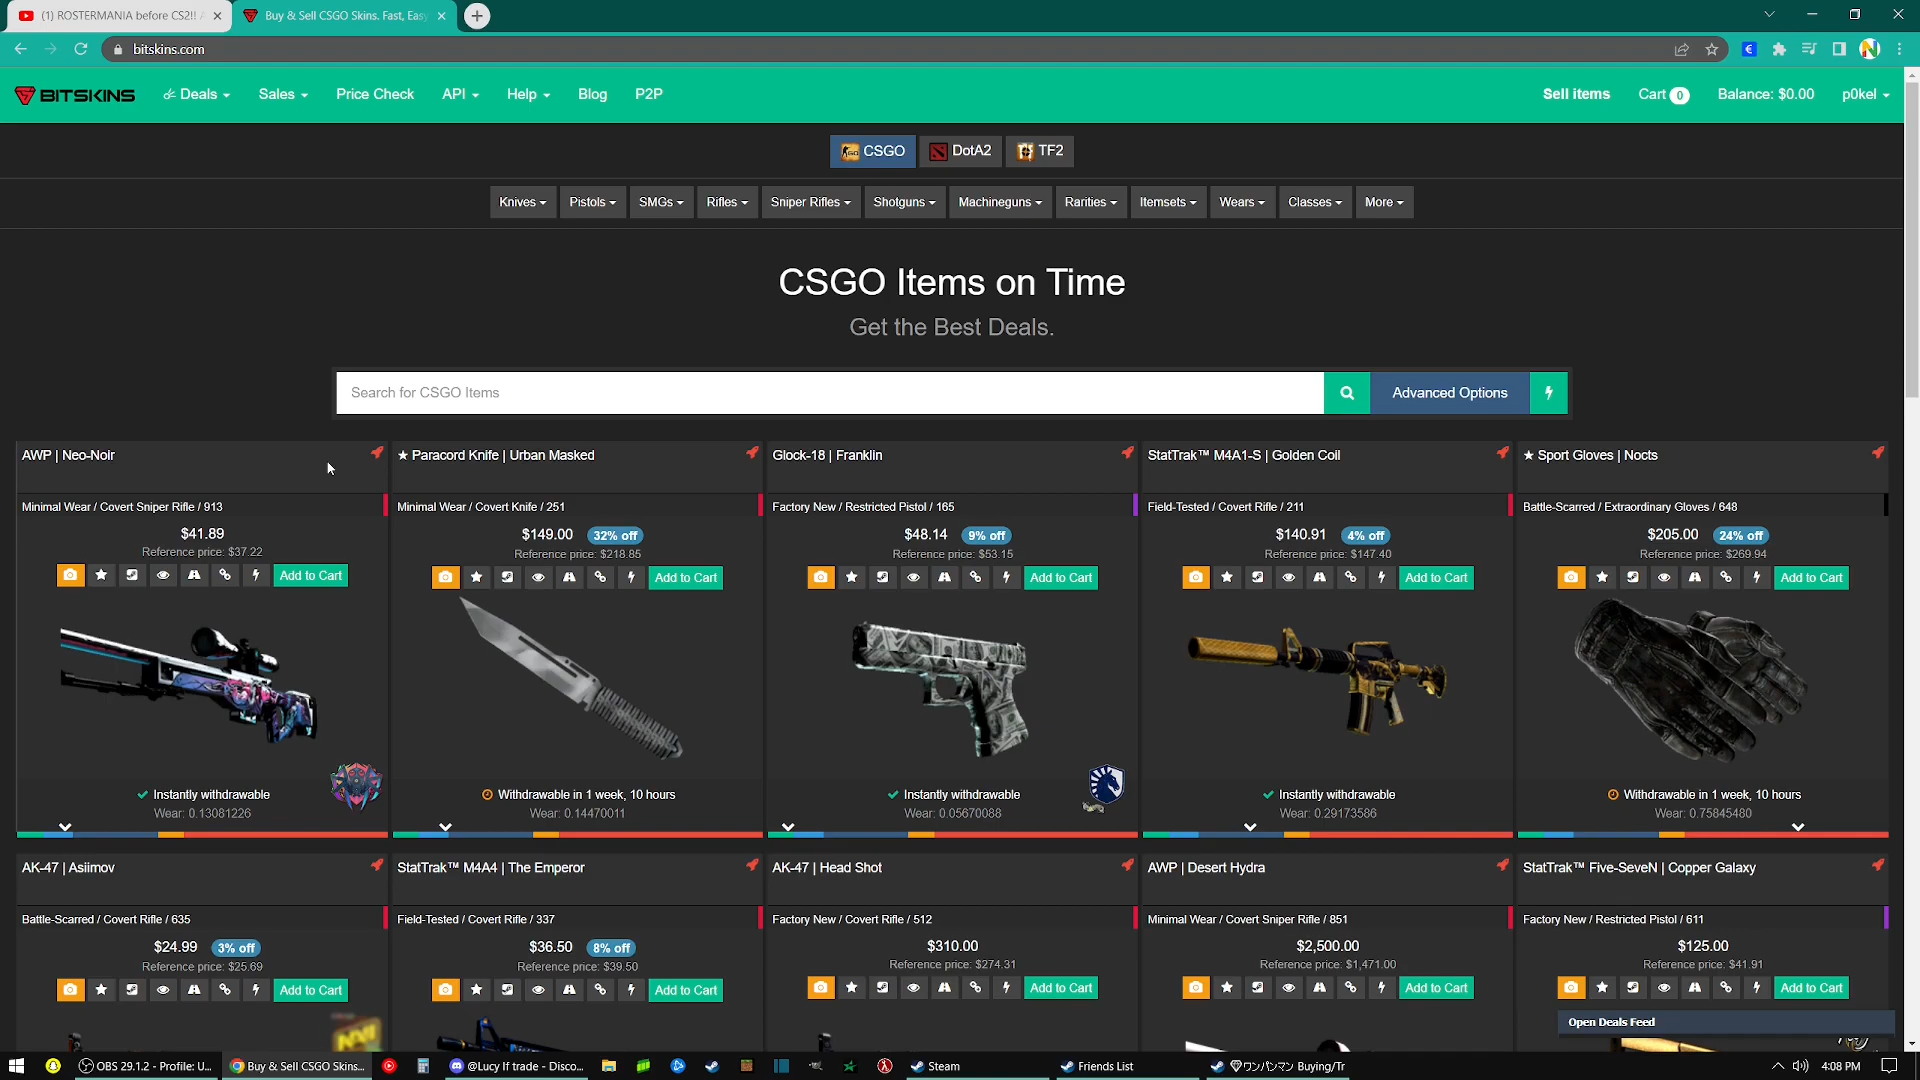 (1) ROSTERMANIA before CS2!!
Buy & Sell CSGO Skins. Fast, Easy
bitskins.com
BITSKINS
Deals
Sales
Price Check
API
Help
Blog
P2P
Sell items
Cart 0
Balance: $0.00
p0kel
CSGO
DotA2
TF2
Knives
Pistols
SMGs
Rifles
Sniper Rifles
Shotguns
Machineguns
Rarities
Itemsets
Wears
Classes
More
CSGO Items on Time
Get the Best Deals.
Search for CSGO Items
Advanced Options
AWP | Neo-Noir
Minimal Wear / Covert Sniper Rifle / 913
$41.89
Reference price: $37.22
Add to Cart
Instantly withdrawable
Wear: 0.13081226
★ Paracord Knife | Urban Masked
Minimal Wear / Covert Knife / 251
$149.00 32% off
Reference price: $218.85
Add to Cart
Withdrawable in 1 week, 10 hours
Wear: 0.14470011
Glock-18 | Franklin
Factory New / Restricted Pistol / 165
$48.14 9% off
Reference price: $53.15
Add to Cart
Instantly withdrawable
Wear: 0.05670088
StatTrak™ M4A1-S | Golden Coil
Field-Tested / Covert Rifle / 211
$140.91 4% off
Reference price: $147.40
Add to Cart
Instantly withdrawable
Wear: 0.29173586
★ Sport Gloves | Nocts
Battle-Scarred / Extraordinary Gloves / 648
$205.00 24% off
Reference price: $269.94
Add to Cart
Withdrawable in 1 week, 10 hours
Wear: 0.75845480
AK-47 | Asiimov
Battle-Scarred / Covert Rifle / 635
$24.99 3% off
Reference price: $25.69
Add to Cart
StatTrak™ M4A4 | The Emperor
Field-Tested / Covert Rifle / 337
$36.50 8% off
Reference price: $39.50
Add to Cart
AK-47 | Head Shot
Factory New / Covert Rifle / 512
$310.00
Reference price: $274.31
Add to Cart
AWP | Desert Hydra
Minimal Wear / Covert Sniper Rifle / 851
$2,500.00
Reference price: $1,471.00
Add to Cart
StatTrak™ Five-SeveN | Copper Galaxy
Factory New / Restricted Pistol / 611
$125.00
Reference price: $41.91
Add to Cart
Open Deals Feed
OBS 29.1.2 - Profile: U...
Buy & Sell CSGO Skins...
@Lucy If trade - Disco...
Steam
Friends List
ワンパンマン Buying/Tr
4:08 PM